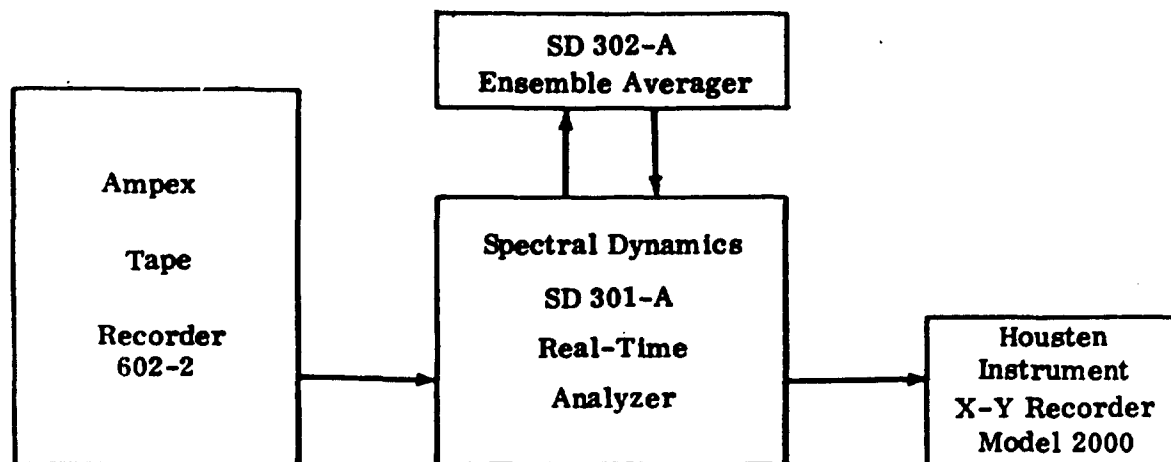 SD 302-A
Ensemble Averager
Ampex
Tape
Recorder
602-2
Spectral Dynamics
SD 301-A
Real-Time
Analyzer
Housten
Instrument
X-Y Recorder
Model 2000